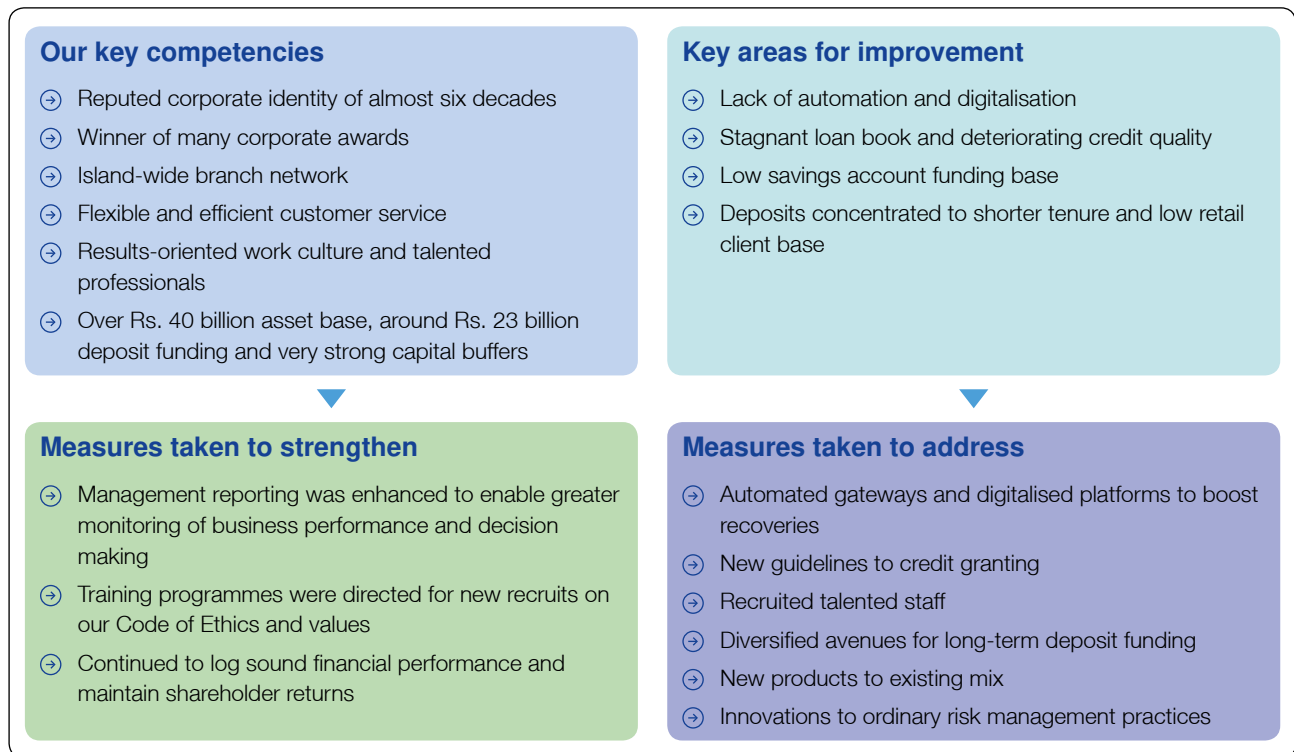 Our key competencies
Reputed corporate identity of almost six decades
Winner of many corporate awards
Island-wide branch network
Flexible and efficient customer service
Results-oriented work culture and talented
professionals
Over Rs. 40 billion asset base, around Rs. 23 billion
deposit funding and very strong capital buffers
Key areas for improvement
Lack of automation and digitalisation
Stagnant loan book and deteriorating credit quality
Low savings account funding base
Deposits concentrated to shorter tenure and low retail
client base
Measures taken to strengthen
Management reporting was enhanced to enable greater
monitoring of business performance and decision
making
Training programmes were directed for new recruits on
our Code of Ethics and values
Continued to log sound financial performance and
maintain shareholder returns
Measures taken to address
Automated gateways and digitalised platforms to boost
recoveries
New guidelines to credit granting
Recruited talented staff
Diversified avenues for long-term deposit funding
New products to existing mix
Innovations to ordinary risk management practices